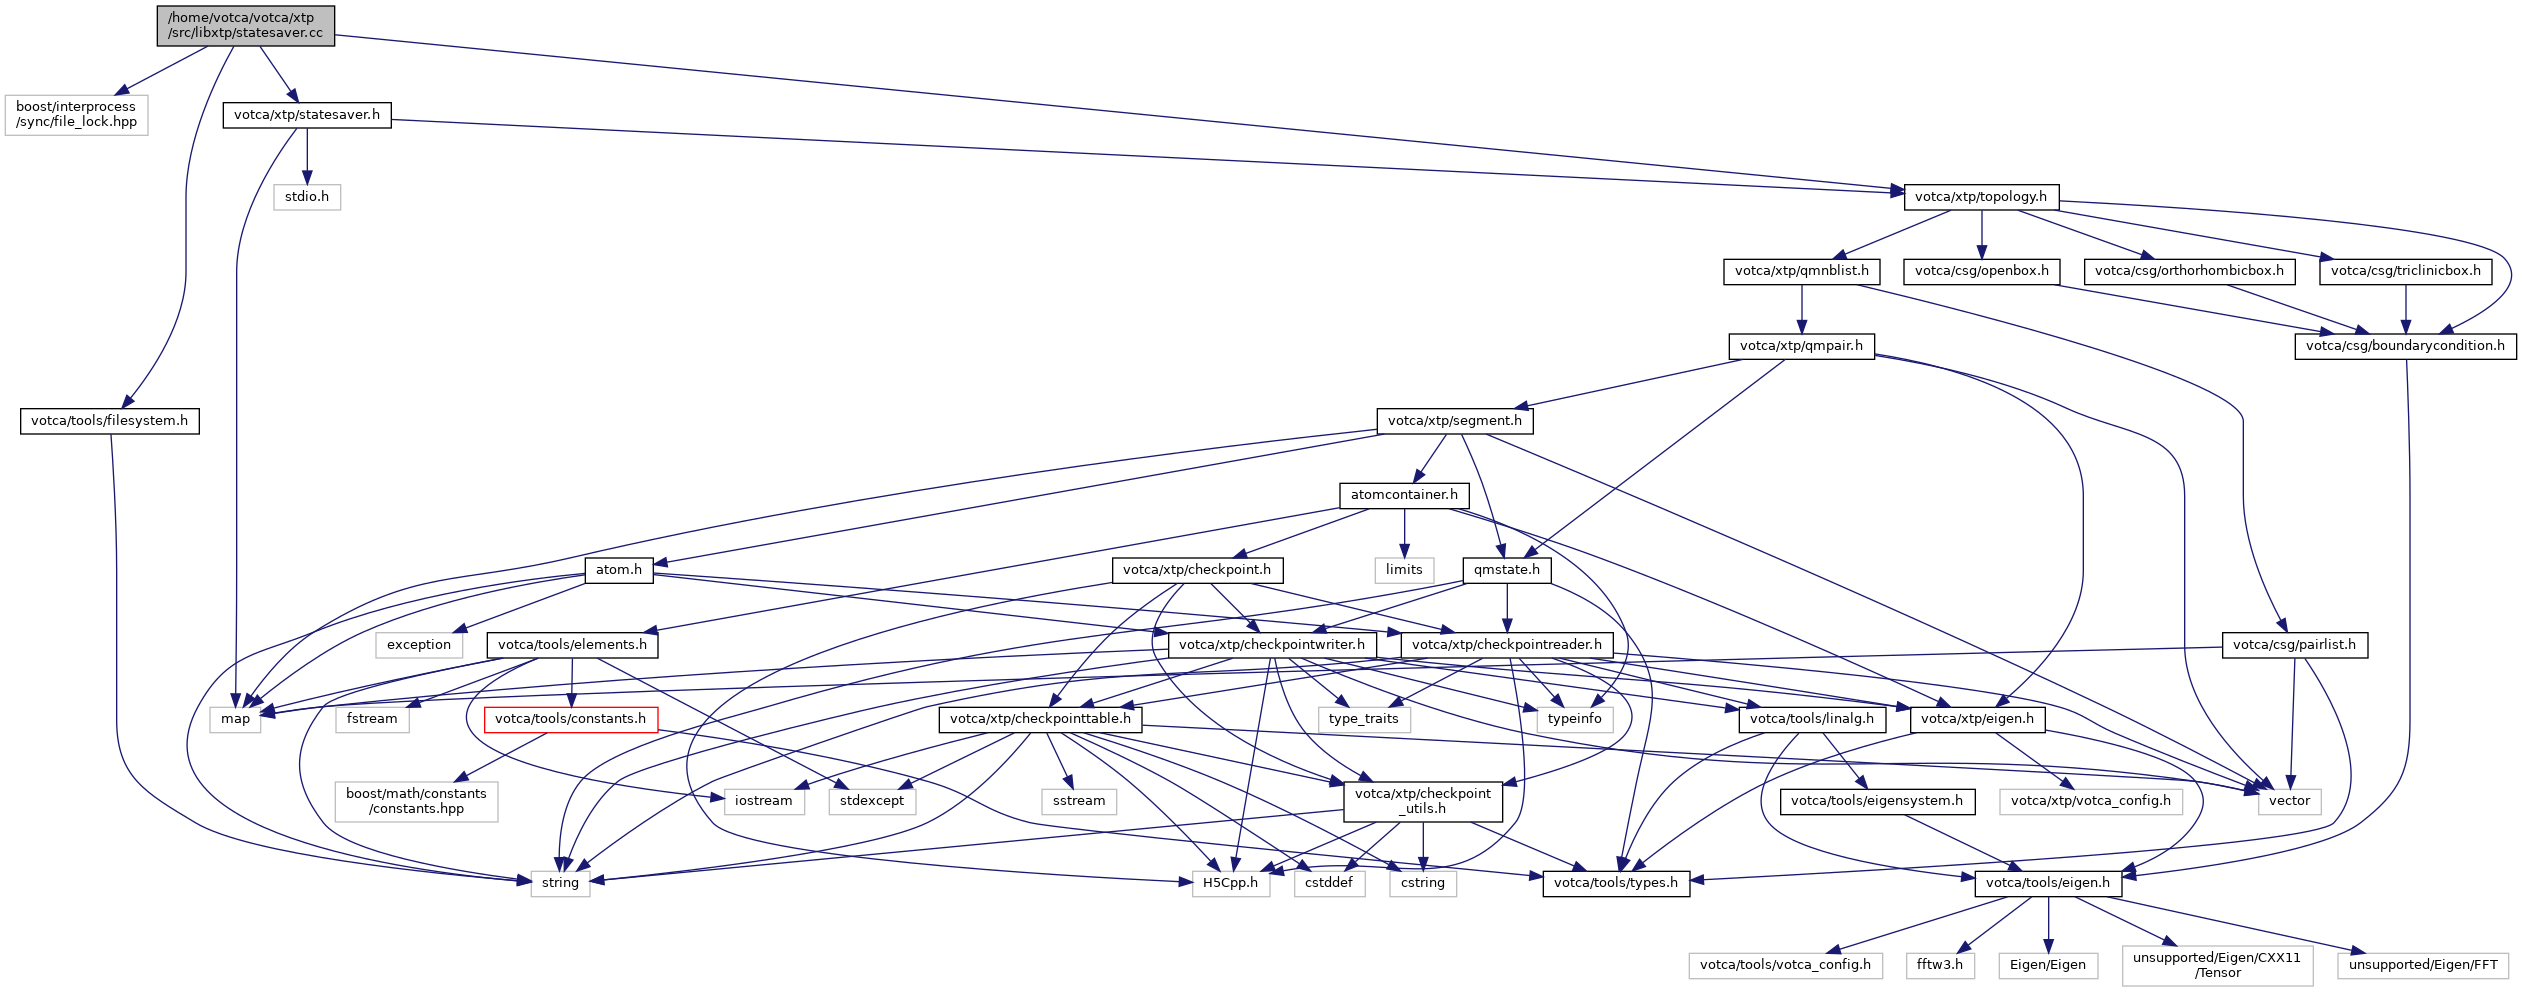 /home/votca/votca/xtp
/src/libxtp/statesaver.cc
boost/interprocess
/sync/file_lock.hpp
votca/xtp/statesaver.h
stdio.h
votca/xtp/topology.h
votca/xtp/qmnblist.h
votca/csg/openbox.h
votca/csg/orthorhombicbox.h
votca/csg/triclinicbox.h
votca/xtp/qmpair.h
votca/csg/boundarycondition.h
votca/tools/filesystem.h
votca/xtp/segment.h
atomcontainer.h
atom.h
votca/xtp/checkpoint.h
limits
qmstate.h
exception
votca/tools/elements.h
votca/xtp/checkpointwriter.h
votca/xtp/checkpointreader.h
votca/csg/pairlist.h
map
fstream
votca/tools/constants.h
votca/xtp/checkpointtable.h
type_traits
typeinfo
votca/tools/linalg.h
votca/xtp/eigen.h
boost/math/constants
/constants.hpp
iostream
stdexcept
sstream
votca/xtp/checkpoint
_utils.h
votca/tools/eigensystem.h
votca/xtp/votca_config.h
vector
string
H5Cpp.h
cstddef
cstring
votca/tools/types.h
votca/tools/eigen.h
votca/tools/votca_config.h
fftw3.h
Eigen/Eigen
unsupported/Eigen/CXX11
/Tensor
unsupported/Eigen/FFT